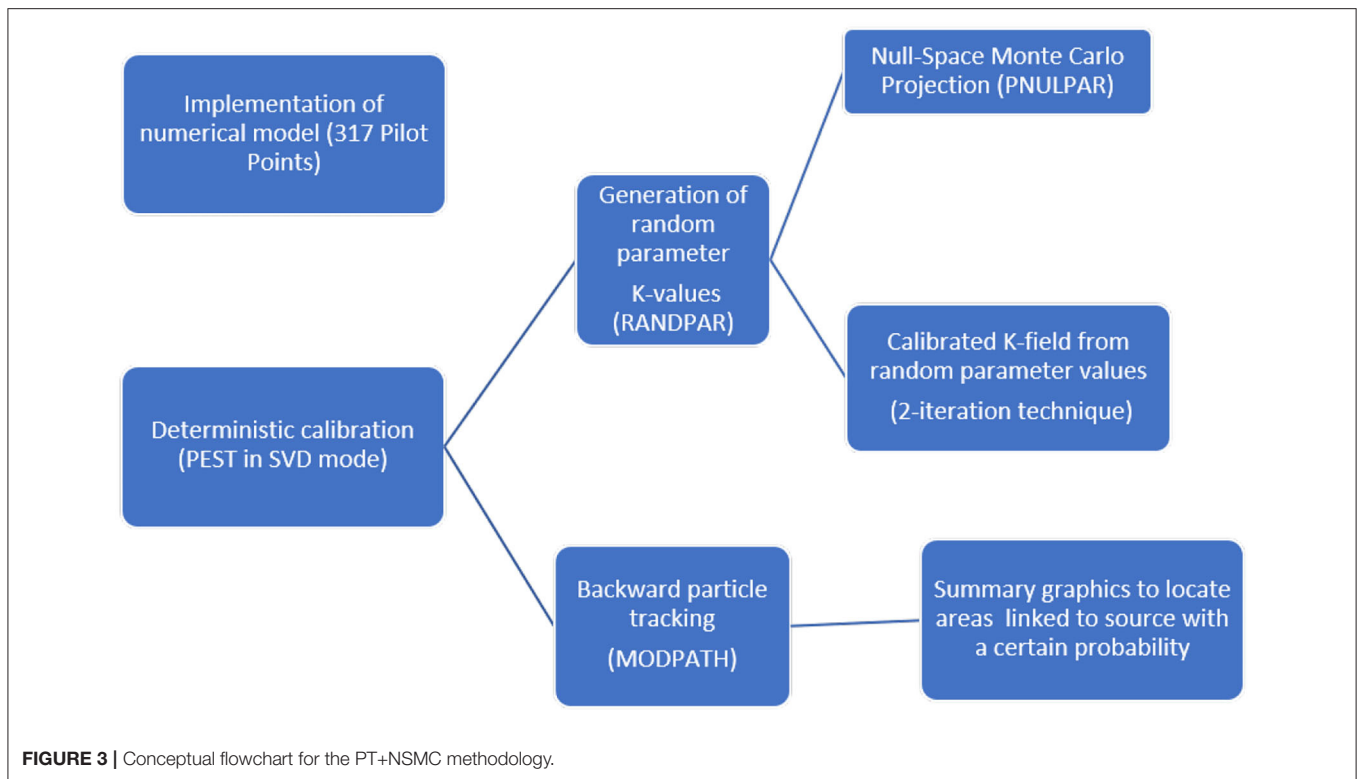 Implementation of
numerical model (317 Pilot
Points)
Deterministic calibration
(PEST in SVD mode)
Generation of
random
parameter
K-values
(RANDPAR)
Null-Space Monte Carlo
Projection (PNULPAR)
Calibrated K-field from
random parameter values
(2-iteration technique)
Backward particle
tracking
(MODPATH)
Summary graphics to locate
areas linked to source with
a certain probability
FIGURE 3 | Conceptual flowchart for the PT+NSMC methodology.